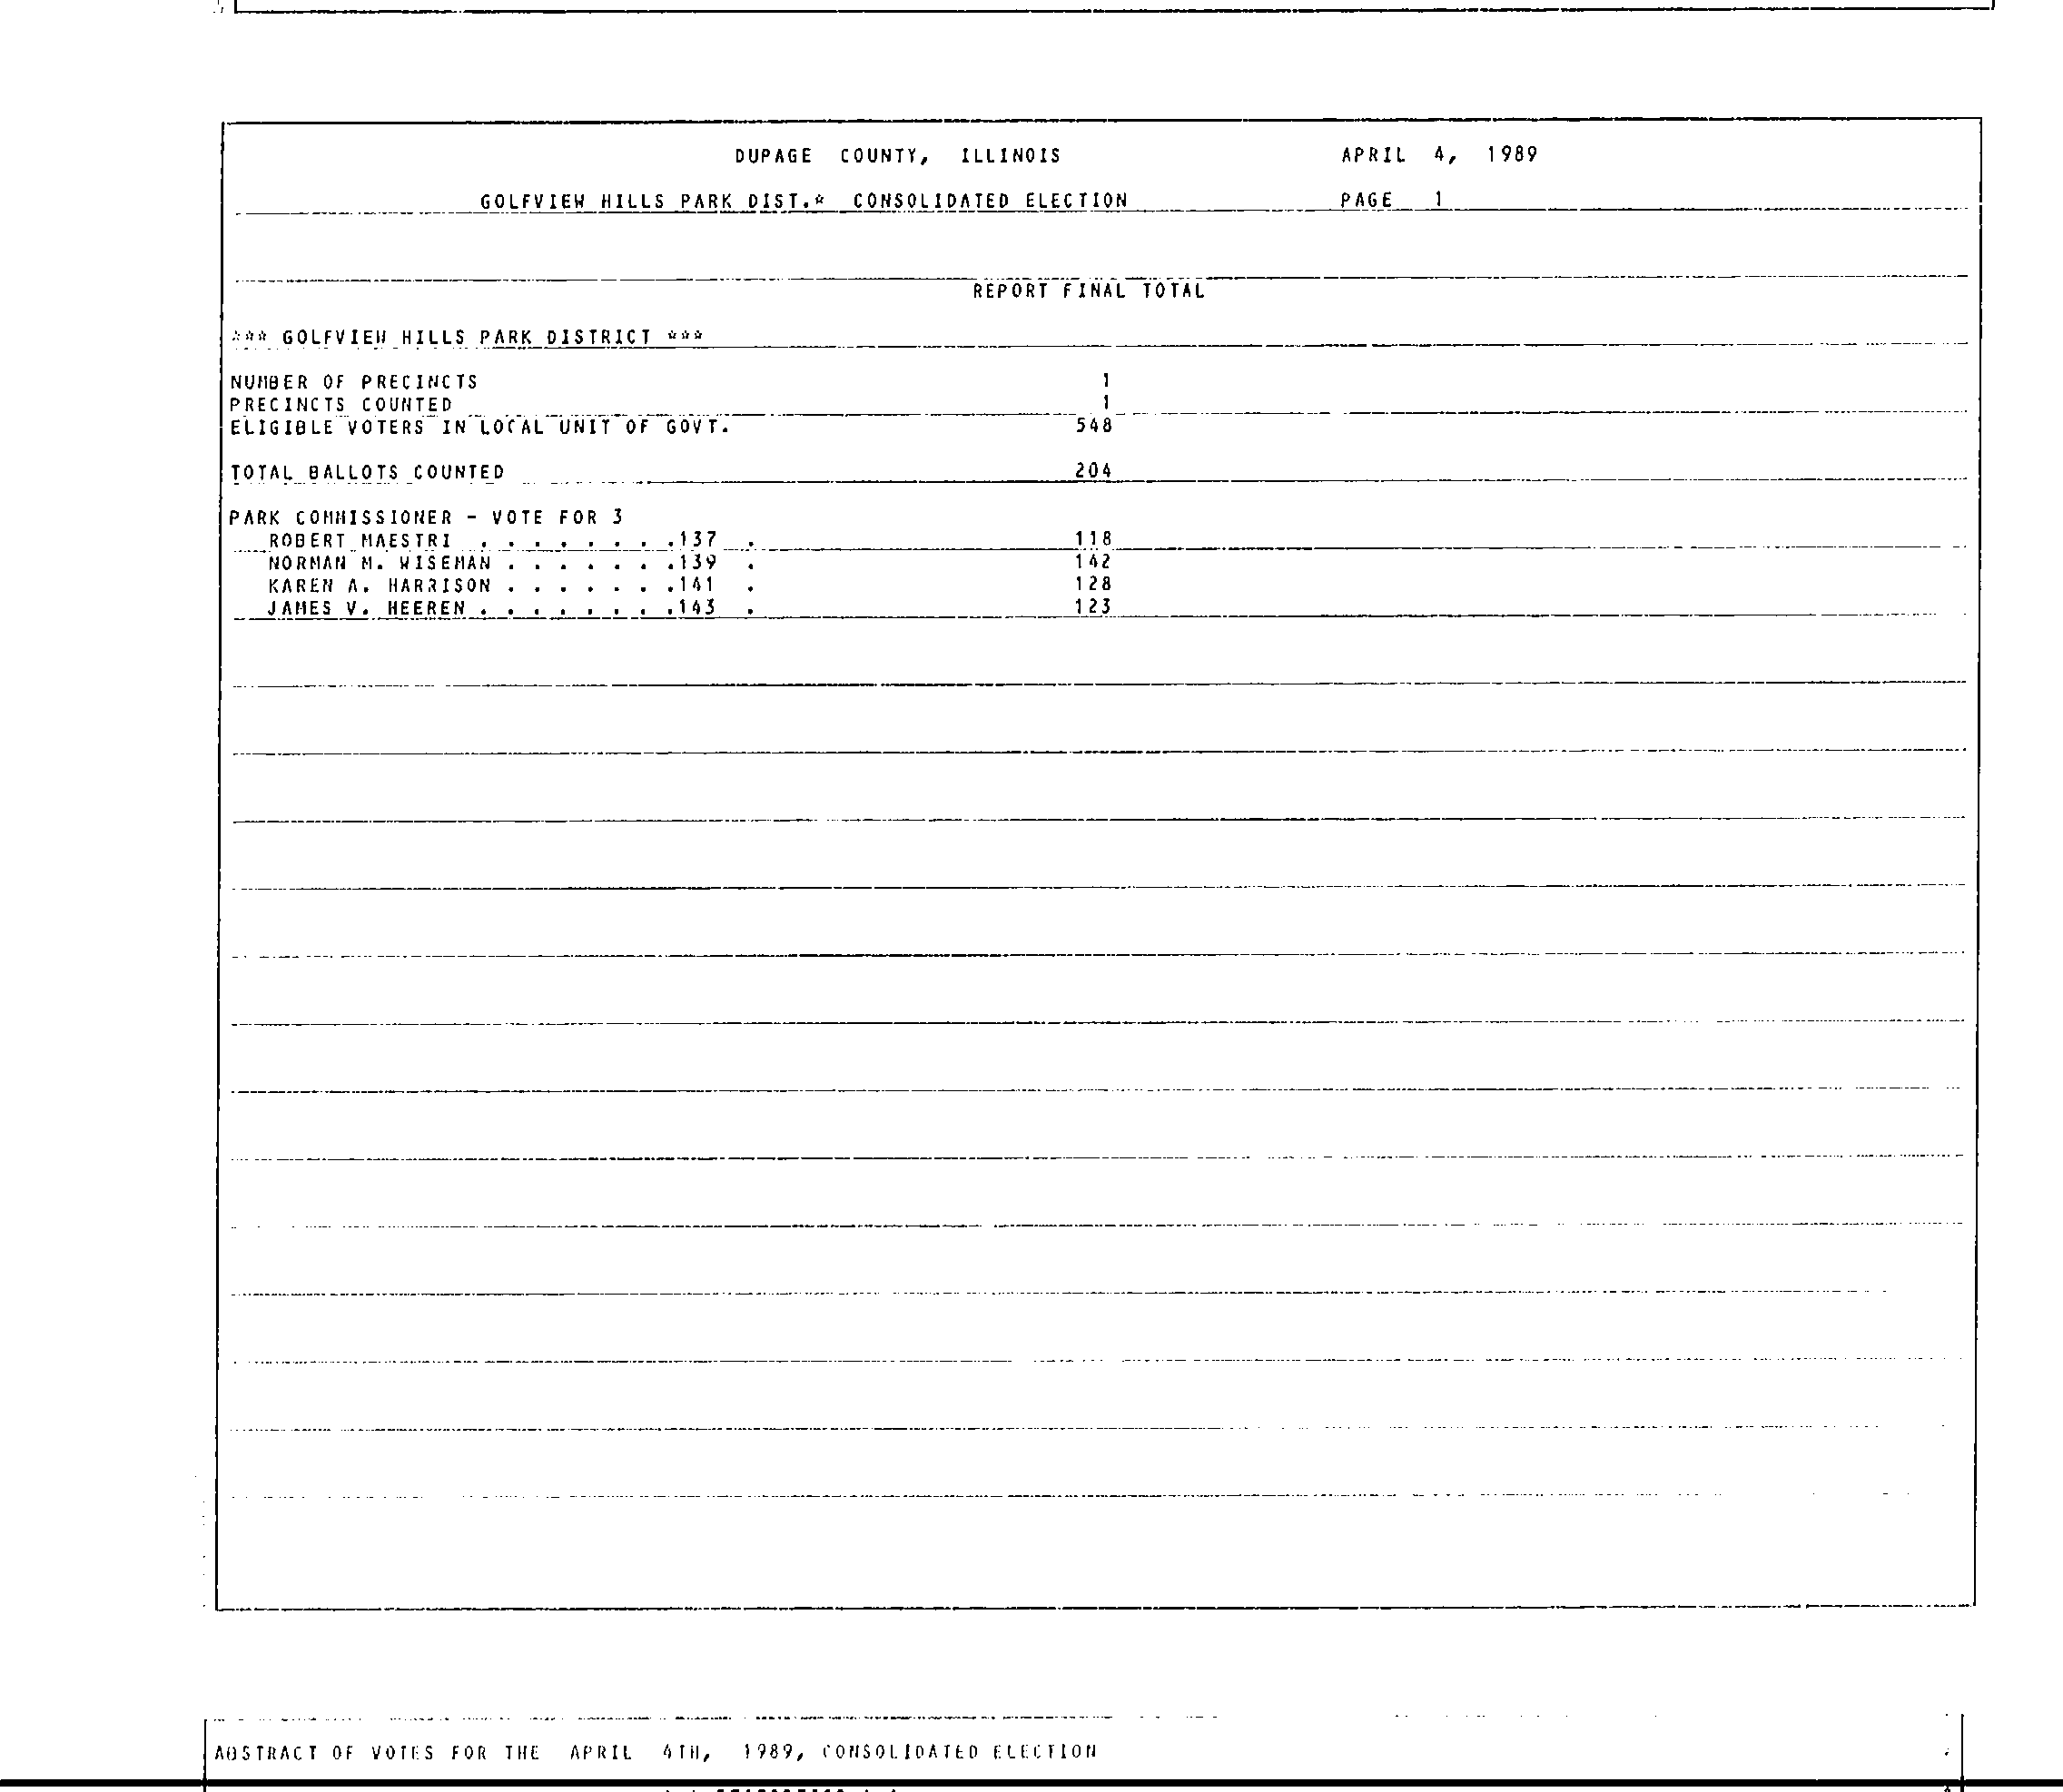 DUPAGE COUNTY, ILLINOIS APRIL 4, 1989
GOLFVIEW HILLS PARK DIST.* CONSOLIDATED ELECTION PAGE 1
REPORT FINAL TOTAL
*** GOLFVIEW HILLS PARK DISTRICT ***
NUMBER OF PRECINCTS 1
PRECINCTS COUNTED 1
ELIGIBLE VOTERS IN LOCAL UNIT OF GOVT. 548
TOTAL BALLOTS COUNTED 204
PARK COMMISSIONER - VOTE FOR 3
ROBERT MAESTRI . . . . . . . .137 . 118
NORMAN M. WISEMAN . . . . . . .139 . 142
KAREN A. HARRISON . . . . . . .141 . 128
JAMES V. HEEREN . . . . . . . .143 . 123
ABSTRACT OF VOTES FOR THE APRIL 4TH, 1989, CONSOLIDATED ELECTION